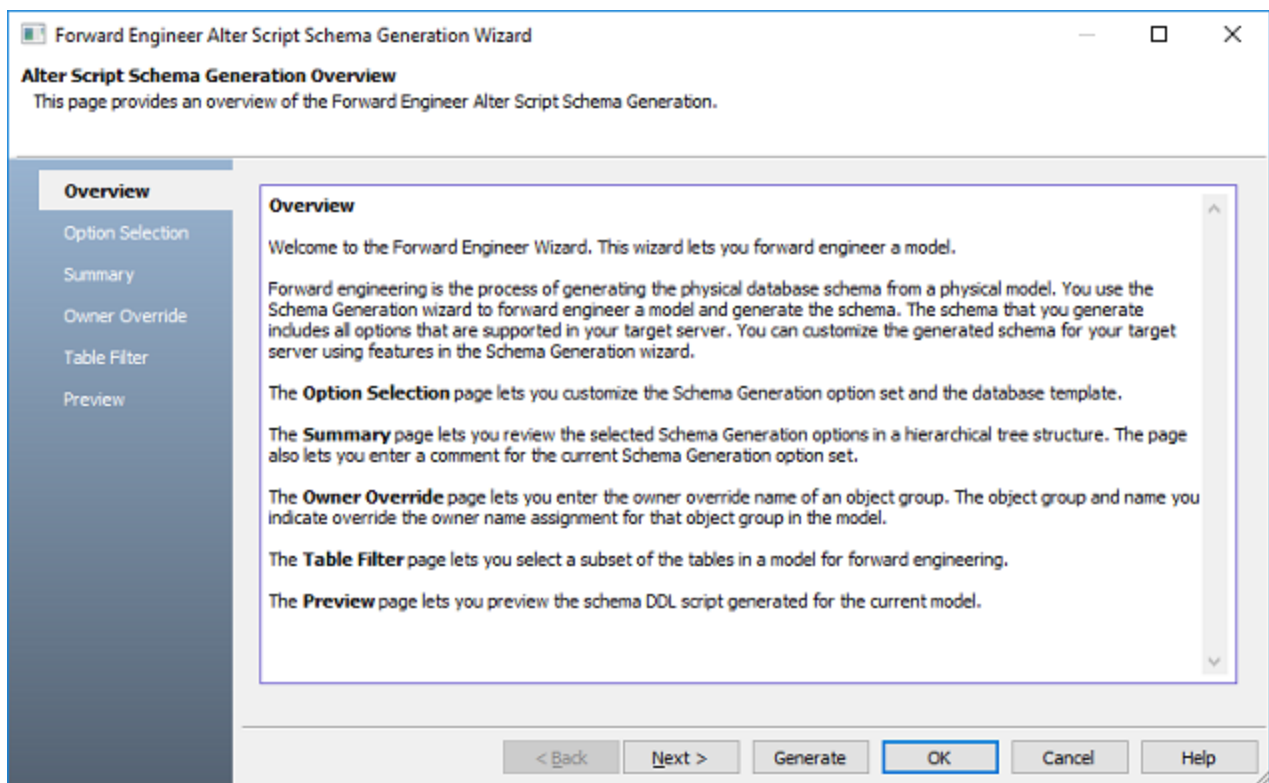 Forward Engineer Alter Script Schema Generation Wizard
Alter Script Schema Generation Overview
This page provides an overview of the Forward Engineer Alter Script Schema Generation.
Overview
Option Selection
Summary
Owner Override
Table Filter
Preview
Overview
Welcome to the Forward Engineer Wizard. This wizard lets you forward engineer a model.
Forward engineering is the process of generating the physical database schema from a physical model. You use the
Schema Generation wizard to forward engineer a model and generate the schema. The schema that you generate
includes all options that are supported in your target server. You can customize the generated schema for your target
server using features in the Schema Generation wizard.
The Option Selection page lets you customize the Schema Generation option set and the database template.
The Summary page lets you review the selected Schema Generation options in a hierarchical tree structure. The page
also lets you enter a comment for the current Schema Generation option set.
The Owner Override page lets you enter the owner override name of an object group. The object group and name you
indicate override the owner name assignment for that object group in the model.
The Table Filter page lets you select a subset of the tables in a model for forward engineering.
The Preview page lets you preview the schema DDL script generated for the current model.
< Back
Next >
Generate
OK
Cancel
Help